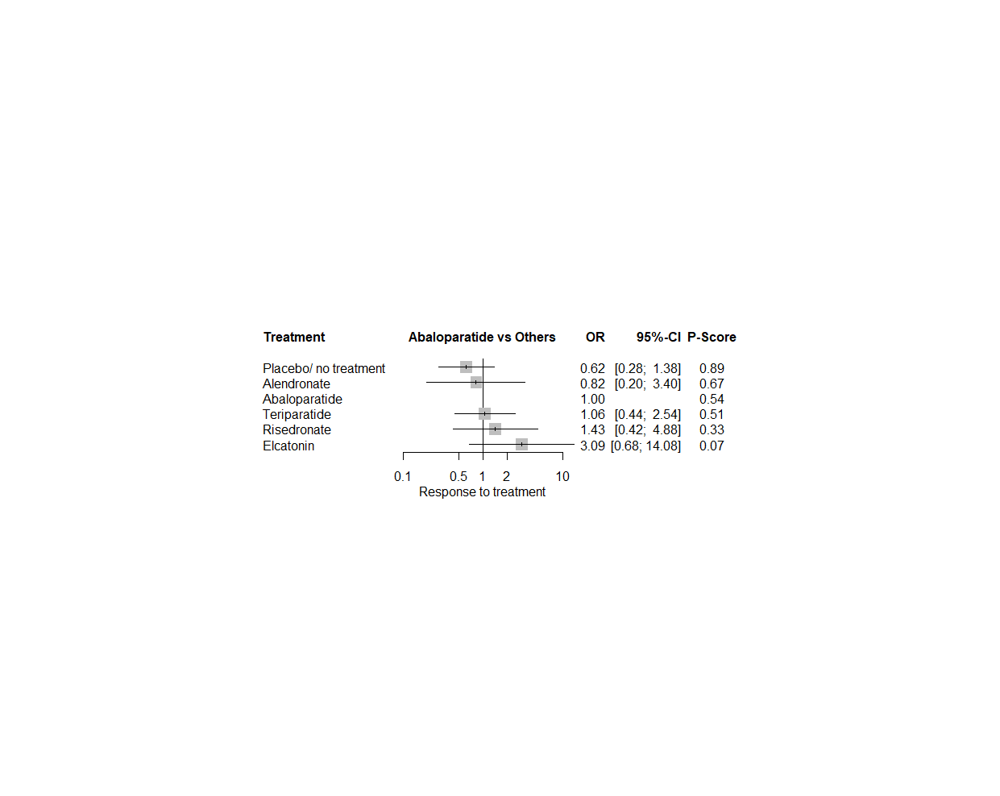 Treatment Abaloparatide vs Others OR 95%-CI P-Score
Placebo/ no treatment 0.62 [0.28; 1.38] 0.89
Alendronate 0.82 [0.20; 3.40] 0.67
Abaloparatide 1.00 0.54
Teriparatide 1.06 [0.44; 2.54] 0.51
Risedronate 1.43 [0.42; 4.88] 0.33
Elcatonin 3.09 [0.68; 14.08] 0.07
0.1 0.5 1 2 10
Response to treatment